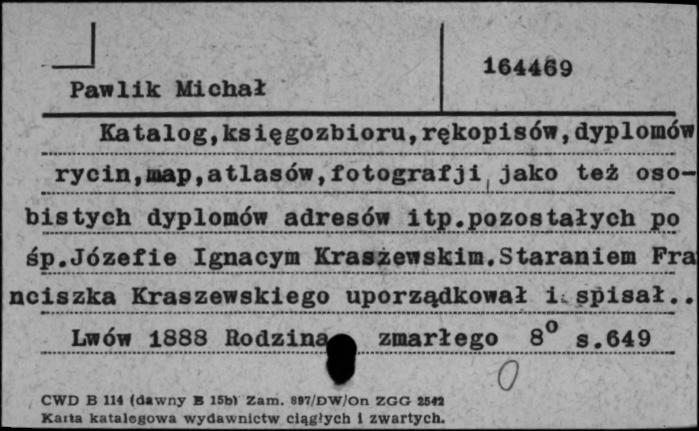 164469
Pawlik Michał
Katalog,księgozbioru,rękopisów,dyplomów
rycin,map,atlasów,fotografji jako też oso-
bistych dyplomów adresów itp.pozostałych po
śp.Józefie Ignacym Kraszewskim.Staraniem Fra
nciszka Kraszewskiego uporządkował i spisał..
Lwów 1888 Rodzina zmarłego 8° s.649
0
CWD B 114 (dawny B 15b) Zam. 897/DW/On ZGG 2542
Karta katalogowa wydawnictw ciągłych i zwartych.